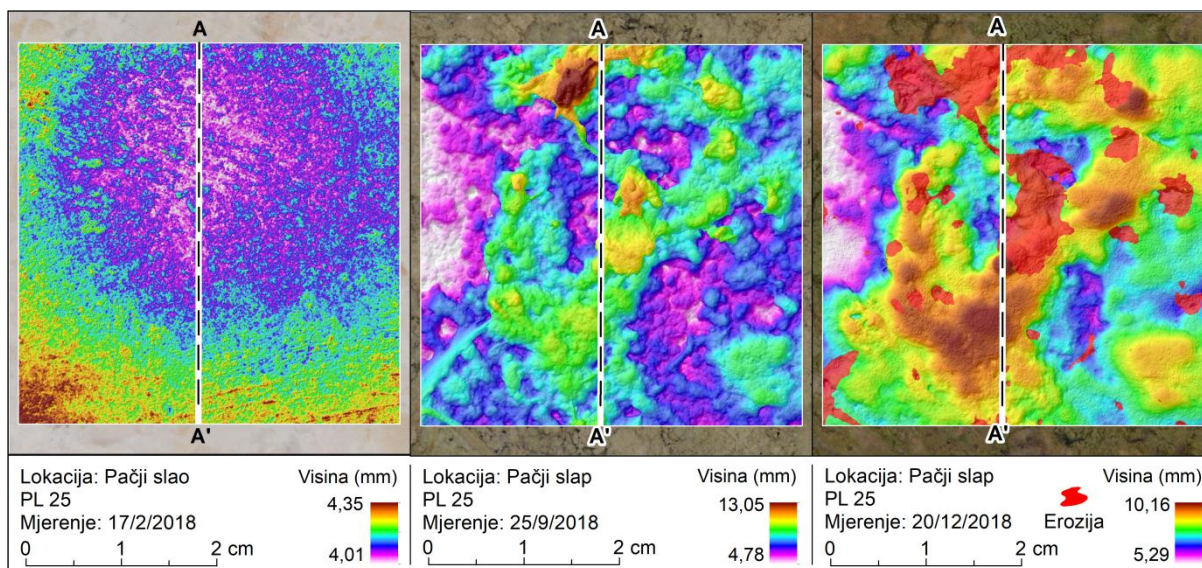 A
A'
Lokacija: Pačji slao
PL 25
Mjerenje: 17/2/2018
0 1 2 cm
Visina (mm)
4,35
4,01
A
A'
Lokacija: Pačji slap
PL 25
Mjerenje: 25/9/2018
0 1 2 cm
Visina (mm)
13,05
4,78
A
A'
Lokacija: Pačji slap
PL 25
Mjerenje: 20/12/2018
0 1 2 cm
Erozija
Visina (mm)
10,16
5,29